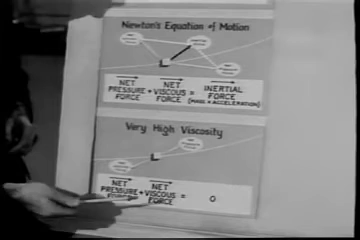 Newton's Equation of Motion
NET PRESSURE FORCE + NET VISCOUS FORCE = INERTIAL FORCE
(MASS × ACCELERATION)
Very High Viscosity
NET PRESSURE FORCE + NET VISCOUS FORCE = 0